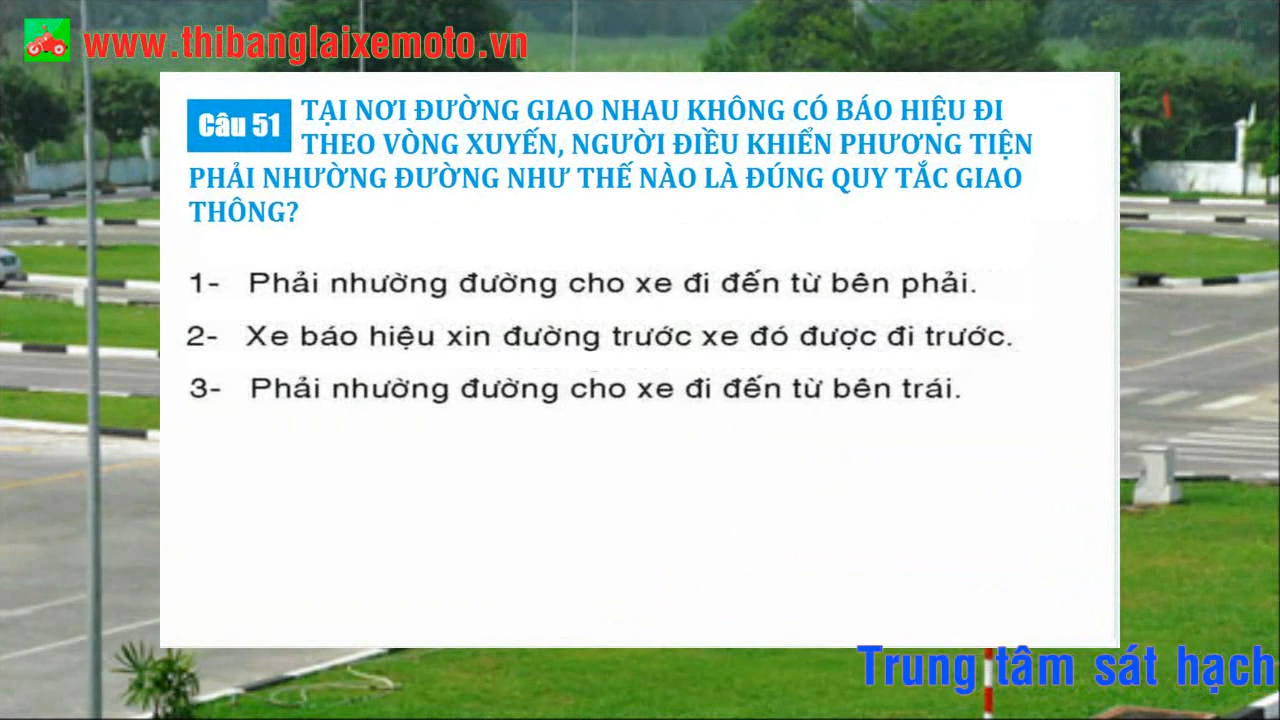 www.thibanglaixemoto.vn
Câu 51 TẠI NƠI ĐƯỜNG GIAO NHAU KHÔNG CÓ BÁO HIỆU ĐI
THEO VÒNG XUYẾN, NGƯỜI ĐIỀU KHIỂN PHƯƠNG TIỆN
PHẢI NHƯỜNG ĐƯỜNG NHƯ THẾ NÀO LÀ ĐÚNG QUY TẮC GIAO
THÔNG?
1- Phải nhường đường cho xe đi đến từ bên phải.
2- Xe báo hiệu xin đường trước xe đó được đi trước.
3- Phải nhường đường cho xe đi đến từ bên trái.
Trung tâm sát hạch